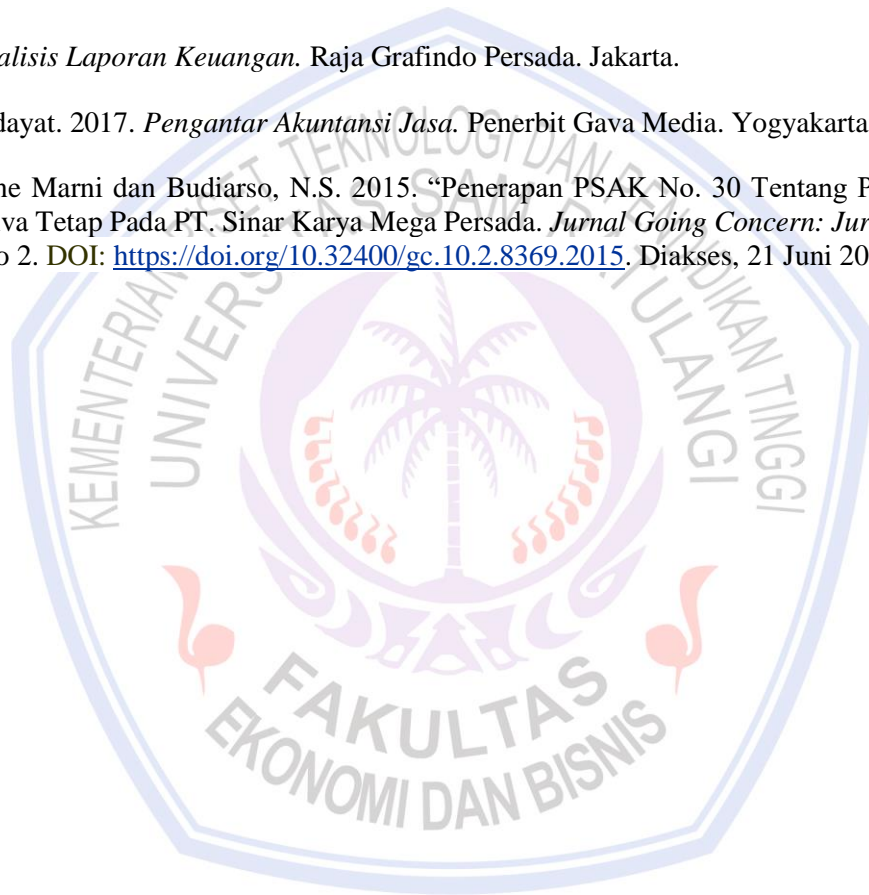 alisis Laporan Keuangan. Raja Grafindo Persada. Jakarta.
dayat. 2017. Pengantar Akuntansi Jasa. Penerbit Gava Media. Yogyakarta
ne Marni dan Budiarso, N.S. 2015. “Penerapan PSAK No. 30 Tentang P
va Tetap Pada PT. Sinar Karya Mega Persada. Jurnal Going Concern: Jur
o 2. DOI: https://doi.org/10.32400/gc.10.2.8369.2015. Diakses, 21 Juni 20
KEMENTERIAN RISET TEKNOLOGI DAN PENDIDIKAN TINGGI
UNIVERSITAS SAM RATULANGI
FAKULTAS
EKONOMI DAN BISNIS